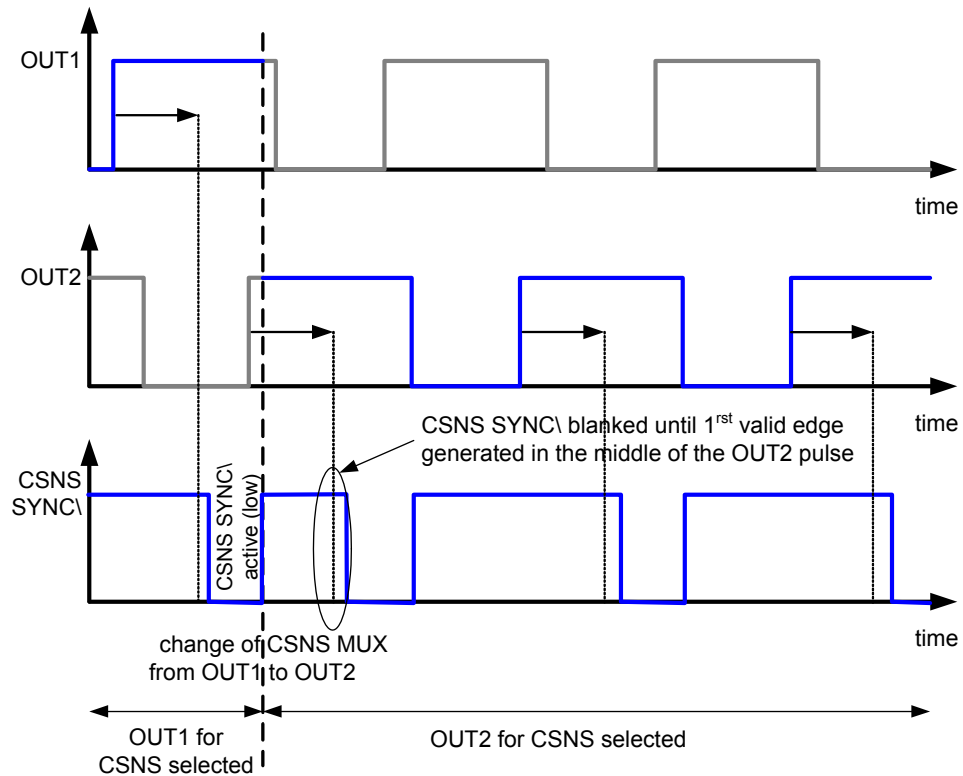 OUT1
time
OUT2
time
CSNS SYNC\ blanked until 1rst valid edge
generated in the middle of the OUT2 pulse
CSNS
SYNC\
CSNS SYNC\
active (low)
time
change of CSNS MUX
from OUT1 to OUT2
OUT1 for
CSNS selected
OUT2 for CSNS selected